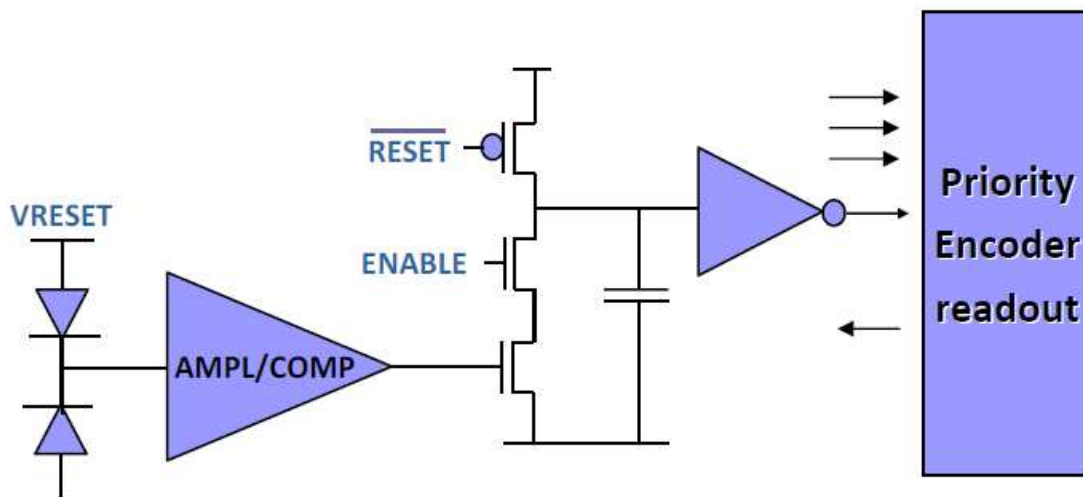 RESET
VRESET
ENABLE
AMPL/COMP
Priority
Encoder
readout